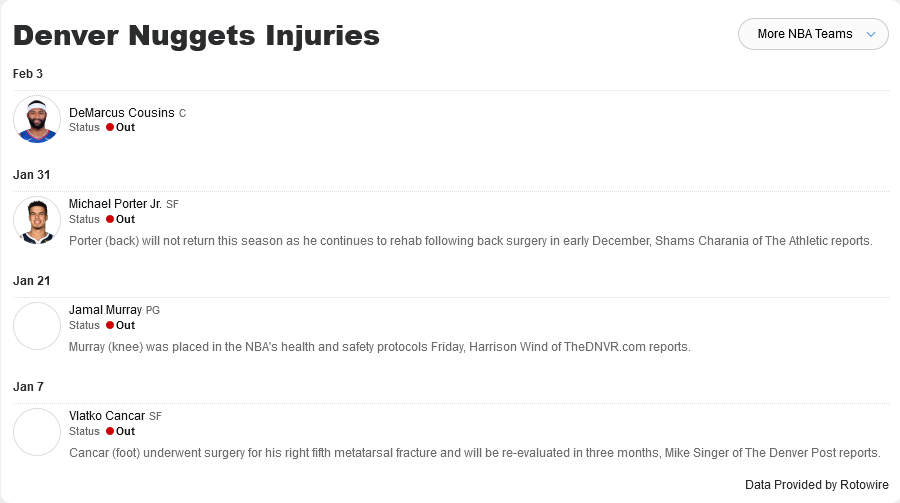 Denver Nuggets Injuries
More NBA Teams
Feb 3
DeMarcus Cousins C
Status Out
Jan 31
Michael Porter Jr. SF
Status Out
Porter (back) will not return this season as he continues to rehab following back surgery in early December, Shams Charania of The Athletic reports.
Jan 21
Jamal Murray PG
Status Out
Murray (knee) was placed in the NBA's health and safety protocols Friday, Harrison Wind of TheDNVR.com reports.
Jan 7
Vlatko Cancar SF
Status Out
Cancar (foot) underwent surgery for his right fifth metatarsal fracture and will be re-evaluated in three months, Mike Singer of The Denver Post reports.
Data Provided by Rotowire